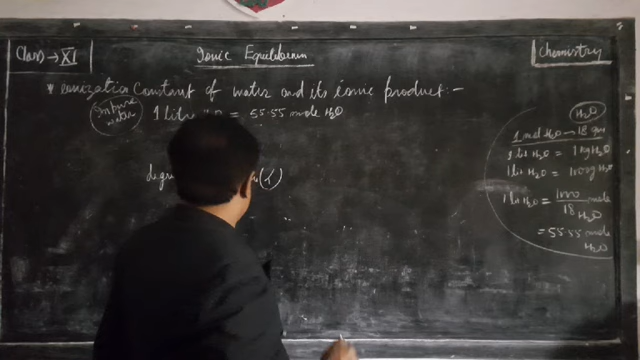 Class → XI
Ionic Equilibrium
Chemistry
* ionization constant of water and its ionic product:-
In pure water
1 litre = 55.55 mole H₂O
H₂O
1 mol H₂O = 18 gm
1 lit H₂O = 1 kg H₂O
1 lit H₂O = 1000 g H₂O
1 lit H₂O = 1000/18 mole H₂O
= 55.55 mole H₂O